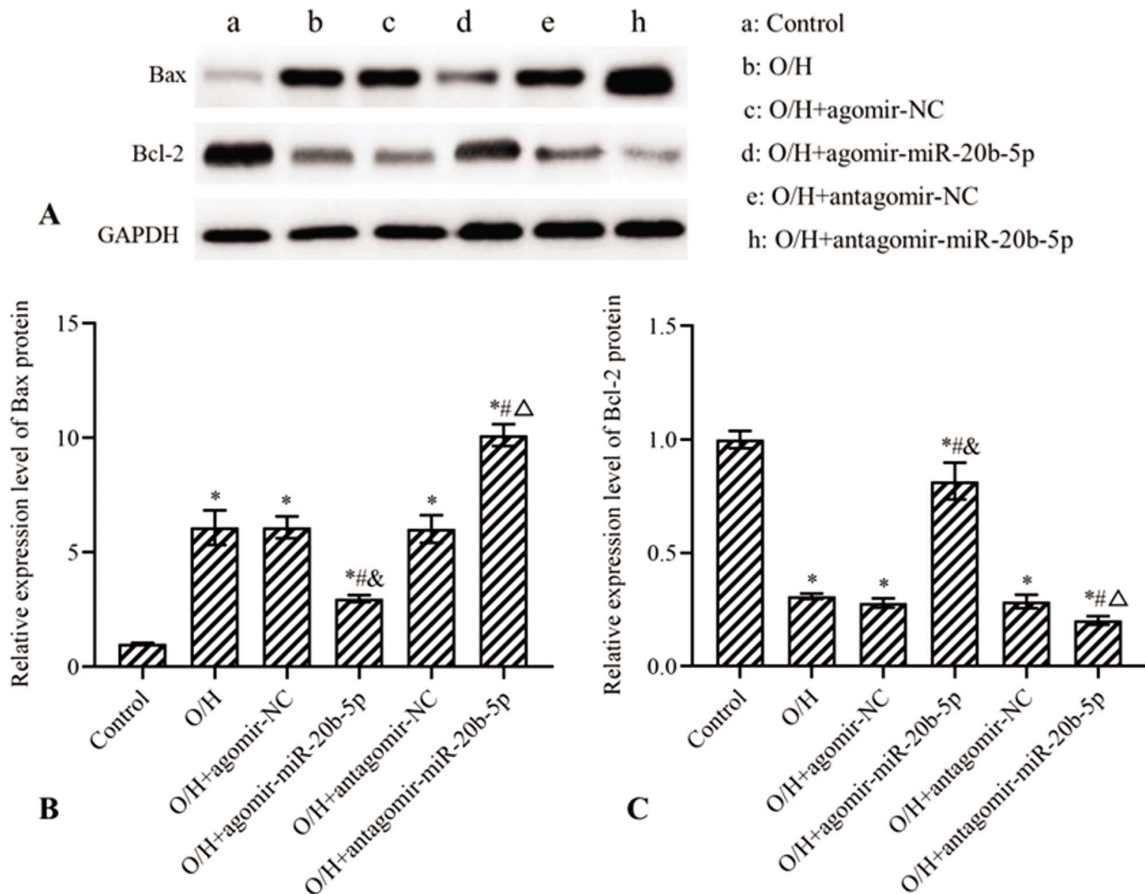 a b c d e h
Bax
Bcl-2
GAPDH
A
a: Control
b: O/H
c: O/H+agomir-NC
d: O/H+agomir-miR-20b-5p
e: O/H+antagomir-NC
h: O/H+antagomir-miR-20b-5p
Relative expression level of Bax protein
15
10
5
0
*
*
*#&
*
*#△
Control
O/H
O/H+agomir-NC
O/H+agomir-miR-20b-5p
O/H+antagomir-NC
O/H+antagomir-miR-20b-5p
B
Relative expression level of Bcl-2 protein
1.5
1.0
0.5
0.0
*
*
*#&
*
*#△
Control
O/H
O/H+agomir-NC
O/H+agomir-miR-20b-5p
O/H+antagomir-NC
O/H+antagomir-miR-20b-5p
C